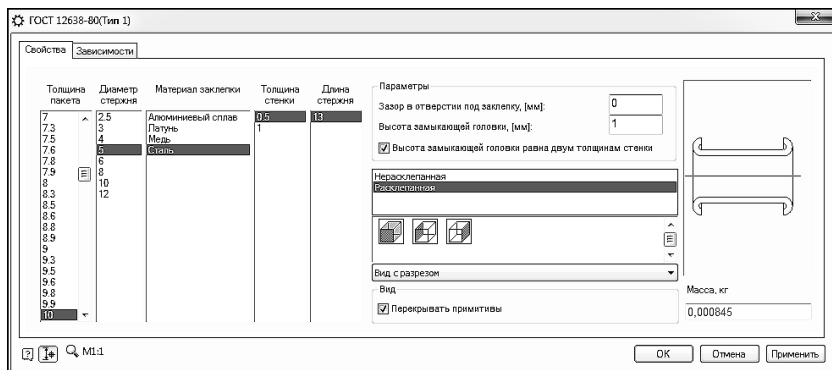 ГОСТ 12638-80(Тип 1)
Свойства Зависимости
Толщина пакета
7
7.3
7.5
7.6
7.8
7.9
8
8.3
8.5
8.6
8.8
8.9
9
9.3
9.5
9.6
9.8
9.9
10
Диаметр стержня
2.5
3
4
5
6
8
10
12
Материал заклепки
Алюминиевый сплав
Латунь
Медь
Сталь
Толщина стенки
0.5
1
Длина стержня
13
Параметры
Зазор в отверстии под заклепку, [мм]: 0
Высота замыкающей головки, [мм]: 1
Высота замыкающей головки равна двум толщинам стенки
Нерасклепанная
Расклепанная
Вид с разрезом
Вид
Перекрывать примитивы
Масса, кг
0,000845
М1:1
ОК Отмена Применить